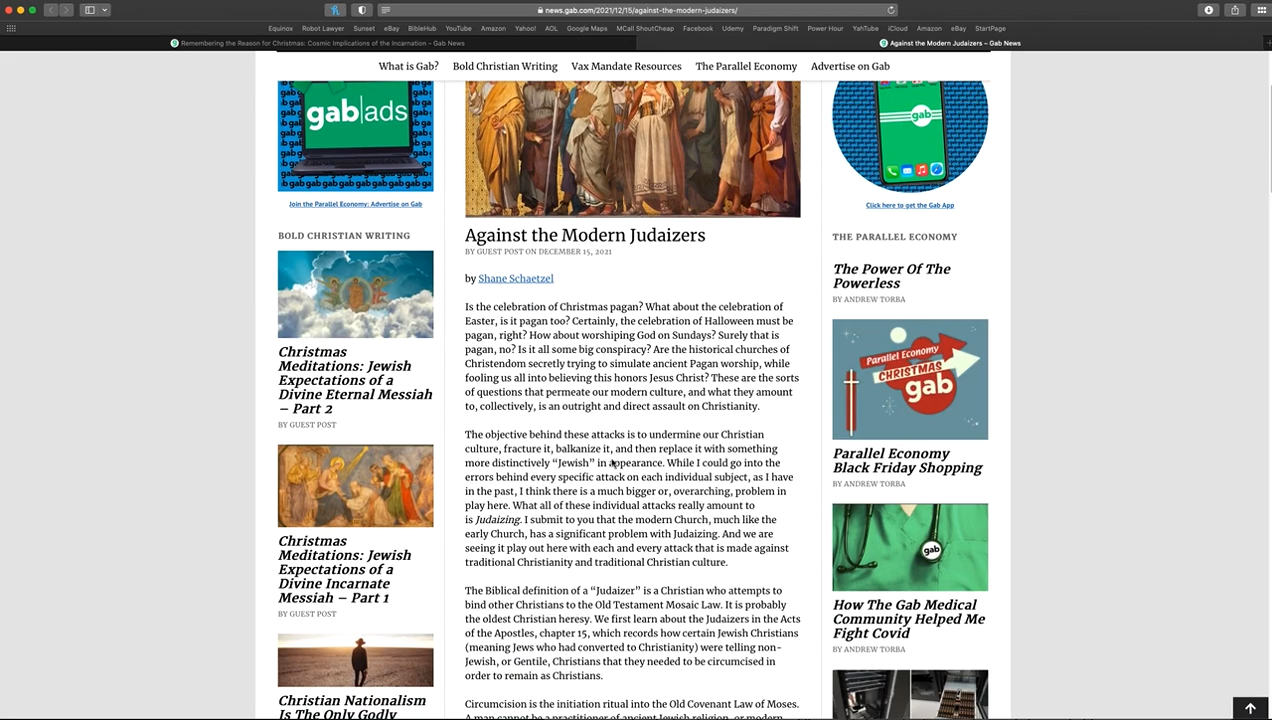 news.gab.com/2021/12/15/against-the-modern-judaizers/
Equinox Robot Lawyer Sunset eBay BibleHub YouTube Amazon Yahoo! AOL Google Maps MCall ShoutCheap Facebook Udemy Paradigm Shift Power Hour YahTube iCloud Amazon eBay StartPage
Remembering the Reason for Christmas: Cosmic Implications of the Incarnation – Gab News
Against the Modern Judaizers – Gab News
What is Gab? Bold Christian Writing Vax Mandate Resources The Parallel Economy Advertise on Gab
gab|ads
Join the Parallel Economy: Advertise on Gab
BOLD CHRISTIAN WRITING
Christmas
Meditations: Jewish
Expectations of a
Divine Eternal Messiah
– Part 2
BY GUEST POST
Christmas
Meditations: Jewish
Expectations of a
Divine Incarnate
Messiah – Part 1
BY GUEST POST
Christian Nationalism
Is The Only Godly
Against the Modern Judaizers
BY GUEST POST ON DECEMBER 15, 2021
by Shane Schaetzel
Is the celebration of Christmas pagan? What about the celebration of
Easter, is it pagan too? Certainly, the celebration of Halloween must be
pagan, right? How about worshiping God on Sundays? Surely that is
pagan, no? Is it all some big conspiracy? Are the historical churches of
Christendom secretly trying to simulate ancient Pagan worship, while
fooling us all into believing this honors Jesus Christ? These are the sorts
of questions that permeate our modern culture, and what they amount
to, collectively, is an outright and direct assault on Christianity.
The objective behind these attacks is to undermine our Christian
culture, fracture it, balkanize it, and then replace it with something
more distinctively “Jewish” in appearance. While I could go into the
errors behind every specific attack on each individual subject, as I have
in the past, I think there is a much bigger or, overarching, problem in
play here. What all of these individual attacks really amount to
is Judaizing. I submit to you that the modern Church, much like the
early Church, has a significant problem with Judaizing. And we are
seeing it play out here with each and every attack that is made against
traditional Christianity and traditional Christian culture.
The Biblical definition of a “Judaizer” is a Christian who attempts to
bind other Christians to the Old Testament Mosaic Law. It is probably
the oldest Christian heresy. We first learn about the Judaizers in the Acts
of the Apostles, chapter 15, which records how certain Jewish Christians
(meaning Jews who had converted to Christianity) were telling non-
Jewish, or Gentile, Christians that they needed to be circumcised in
order to remain as Christians.
Circumcision is the initiation ritual into the Old Covenant Law of Moses.
A man cannot be a practitioner of ancient Jewish religion, or modern
gab
Click here to get the Gab App
THE PARALLEL ECONOMY
The Power Of The
Powerless
BY ANDREW TORBA
Parallel Economy
CHRISTMAS
gab
Parallel Economy
Black Friday Shopping
BY ANDREW TORBA
gab
How The Gab Medical
Community Helped Me
Fight Covid
BY ANDREW TORBA